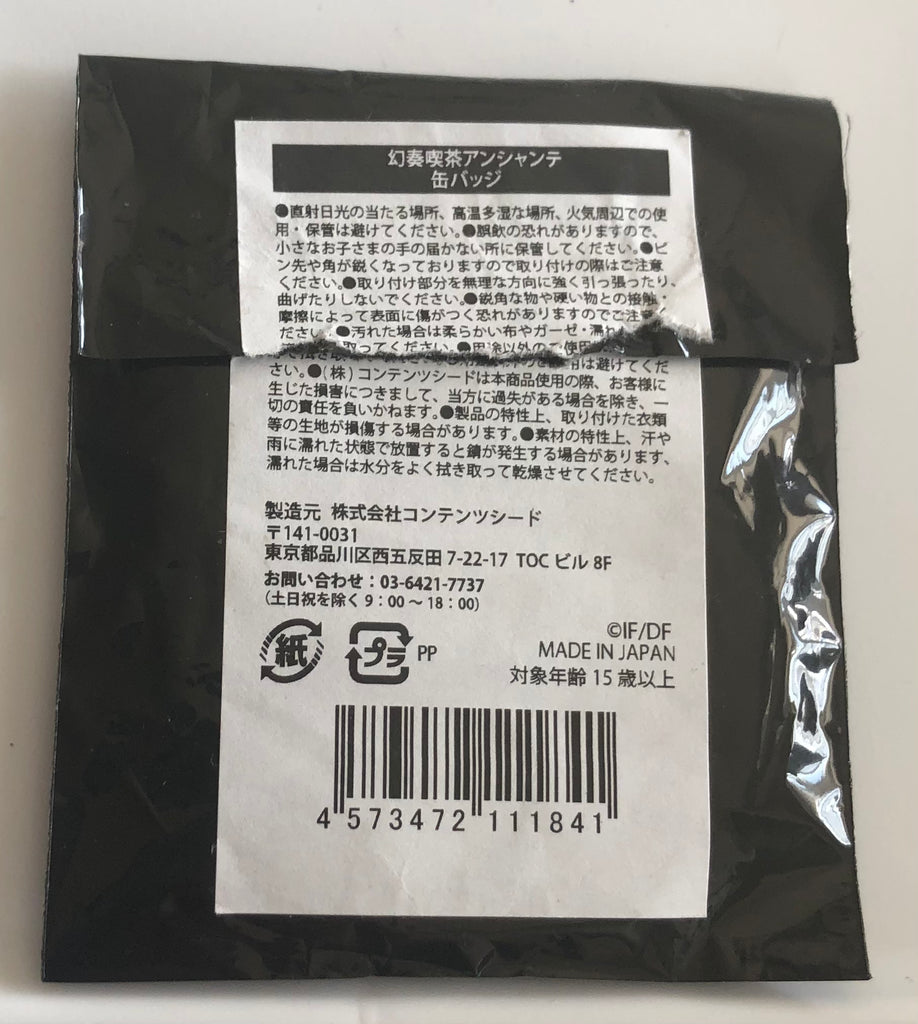 幻奏喫茶アンシャンテ
缶バッジ
●直射日光の当たる場所、高温多湿な場所、火気周辺での使
用・保管は避けてください。●誤飲の恐れがありますので、
小さなお子さまの手の届かない所に保管してください。●ピ
ン先や角が鋭くなっておりますので取り付けの際はご注意
ください。●取り付け部分を無理な方向に強く引っ張ったり、
曲げたりしないでください。●鋭角な物や硬い物との接触・
摩擦によって表面に傷がつく恐れがありますのでご注意く
ださい。●汚れた場合は柔らかい布やガーゼ・濡れ
取ってください。●用途以外のご使用
は避けてくだ
さい。●(株)コンテンツシードは本商品使用の際、お客様に
生じた損害につきまして、当方に過失がある場合を除き、一
切の責任を負いかねます。●製品の特性上、取り付けた衣類
等の生地が損傷する場合があります。●素材の特性上、汗や
雨に濡れた状態で放置すると錆が発生する場合があります、
濡れた場合は水分をよく拭き取って乾燥させてください。
製造元 株式会社コンテンツシード
〒141-0031
東京都品川区西五反田 7-22-17 TOC ビル 8F
お問い合わせ：03-6421-7737
(土日祝を除く 9：00 ～ 18：00)
紙 プラ PP
©IF/DF
MADE IN JAPAN
対象年齢 15 歳以上
4 573472 111841